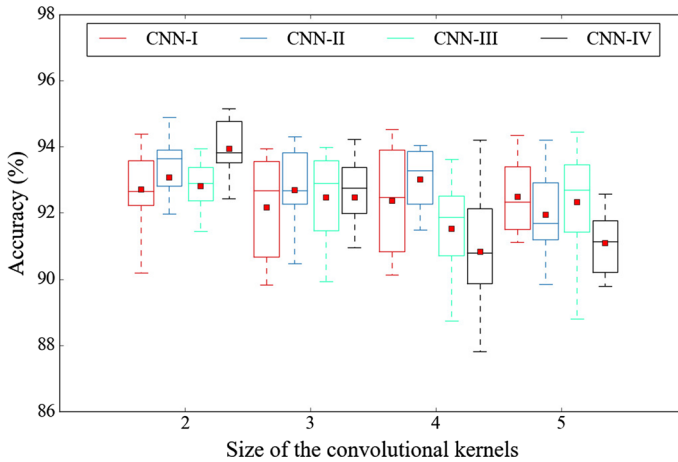 98
CNN-I CNN-II CNN-III CNN-IV
96
94
92
90
88
86
Accuracy (%)
2 3 4 5
Size of the convolutional kernels